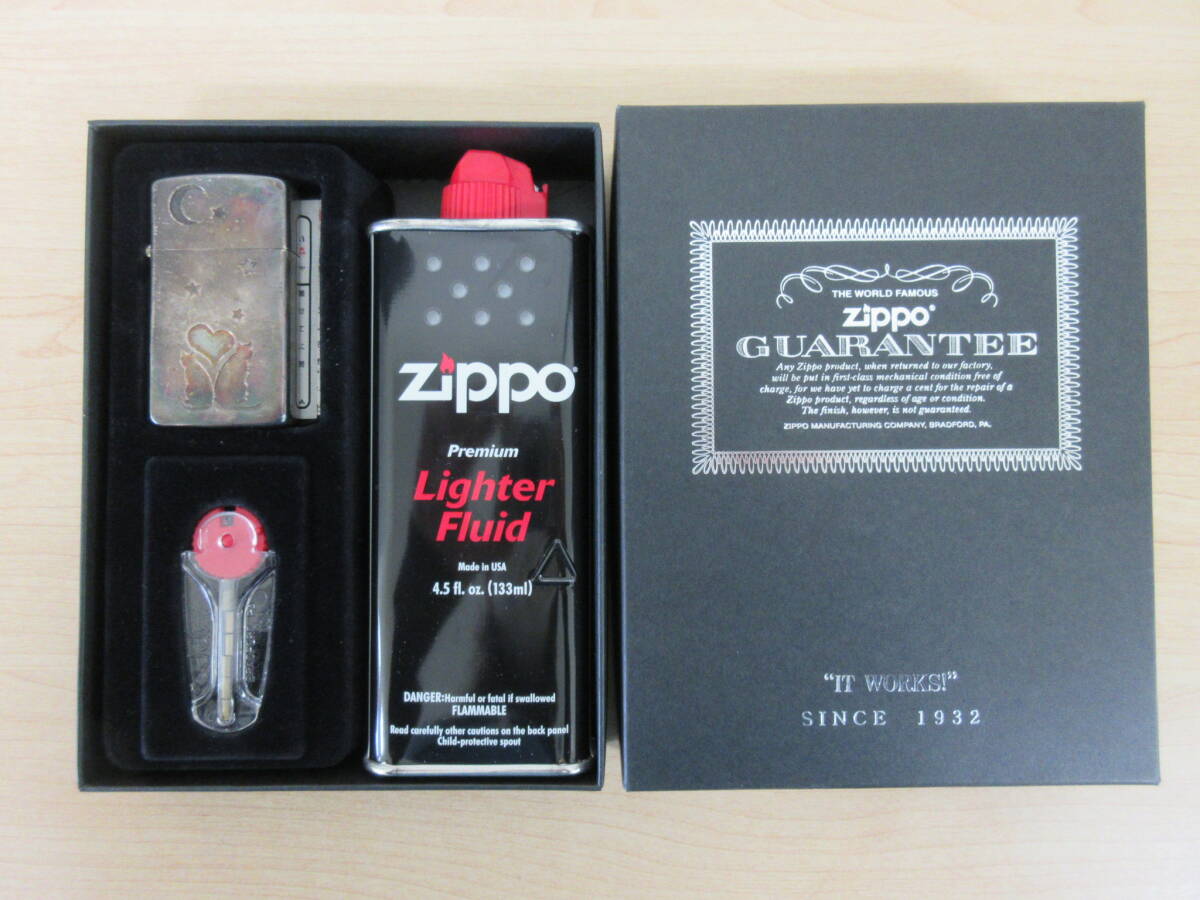 zippo
Premium
Lighter
Fluid
Made in USA
4.5 fl. oz. (133ml)
DANGER:Harmful or fatal if swallowed
FLAMMABLE
Read carefully other cautions on the back panel
Child-protective spout
THE WORLD FAMOUS
Zippo®
GUARANTEE
Any Zippo product, when returned to our factory,
will be put in first-class mechanical condition free of
charge, for we have yet to charge a cent for the repair of a
Zippo product, regardless of age or condition.
The finish, however, is not guaranteed.
ZIPPO MANUFACTURING COMPANY, BRADFORD, PA.
“IT WORKS!”
SINCE 1932